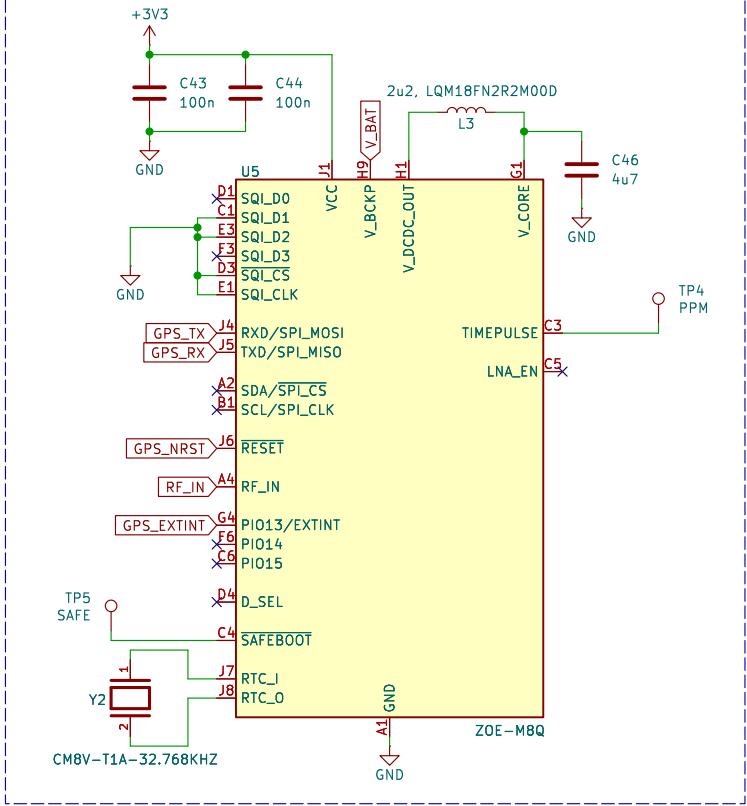 +3V3
C43
100n
C44
100n
GND
V_BAT
2u2, LQM18FN2R2M00D
L3
C46
4u7
GND
U5
J1
VCC
H9
V_BCKP
H1
V_DCDC_OUT
G1
V_CORE
D1 SQI_D0
C1 SQI_D1
E3 SQI_D2
F3 SQI_D3
D3 SQI_CS
E1 SQI_CLK
GND
GPS_TX J4 RXD/SPI_MOSI
GPS_RX J5 TXD/SPI_MISO
A2 SDA/SPI_CS
B1 SCL/SPI_CLK
GPS_NRST J6 RESET
RF_IN A4 RF_IN
GPS_EXTINT G4 PIO13/EXTINT
F6 PIO14
C6 PIO15
D4 D_SEL
TP5
SAFE
C4 SAFEBOOT
J7 RTC_I
J8 RTC_O
1
Y2
2
CM8V-T1A-32.768KHZ
TIMEPULSE C3
TP4
PPM
LNA_EN C5
GND
A1
ZOE-M8Q
GND